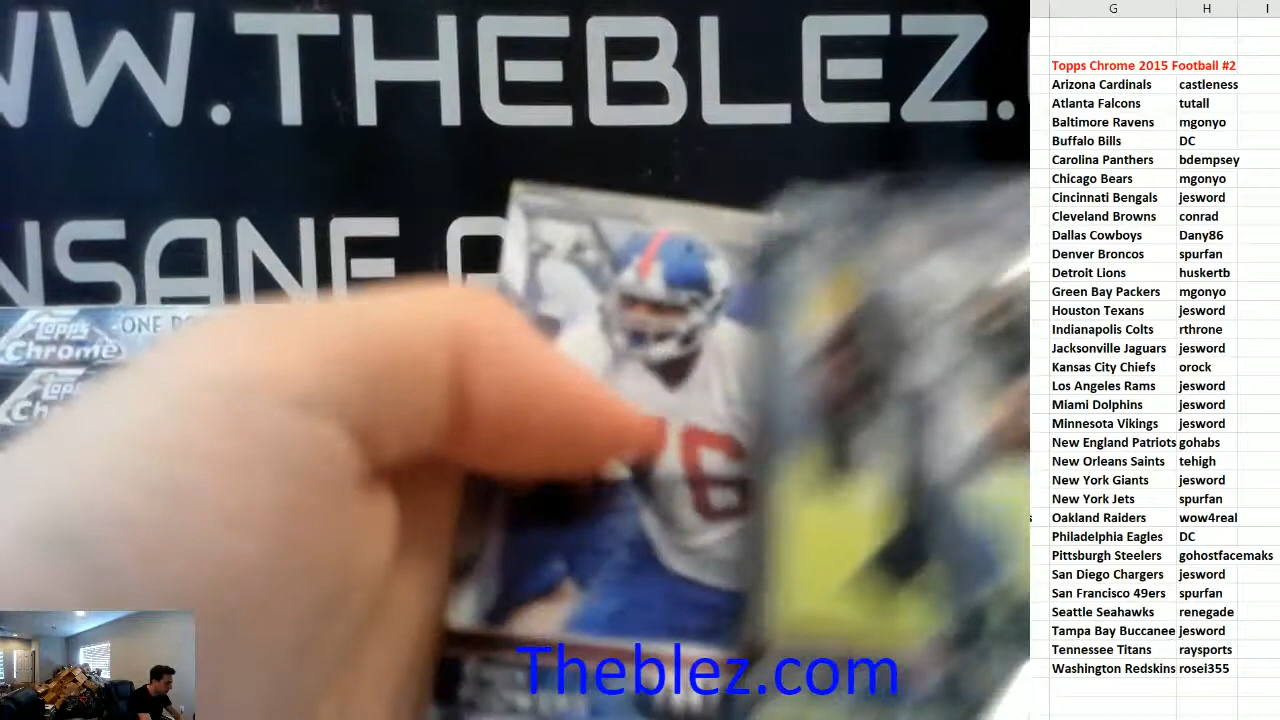 WW.THEBLEZ.
NSANE
Topps Chrome
ONE
Topps
Ch
76
Theblez.com
G H I
Topps Chrome 2015 Football #2
Arizona Cardinals castleness
Atlanta Falcons tutall
Baltimore Ravens mgonyo
Buffalo Bills DC
Carolina Panthers bdempsey
Chicago Bears mgonyo
Cincinnati Bengals jesword
Cleveland Browns conrad
Dallas Cowboys Dany86
Denver Broncos spurfan
Detroit Lions huskertb
Green Bay Packers mgonyo
Houston Texans jesword
Indianapolis Colts rthrone
Jacksonville Jaguars jesword
Kansas City Chiefs orock
Los Angeles Rams jesword
Miami Dolphins jesword
Minnesota Vikings jesword
New England Patriots gohabs
New Orleans Saints tehigh
New York Giants jesword
New York Jets spurfan
Oakland Raiders wow4real
Philadelphia Eagles DC
Pittsburgh Steelers gohostfacemaks
San Diego Chargers jesword
San Francisco 49ers spurfan
Seattle Seahawks renegade
Tampa Bay Buccanee jesword
Tennessee Titans raysports
Washington Redskins rosei355